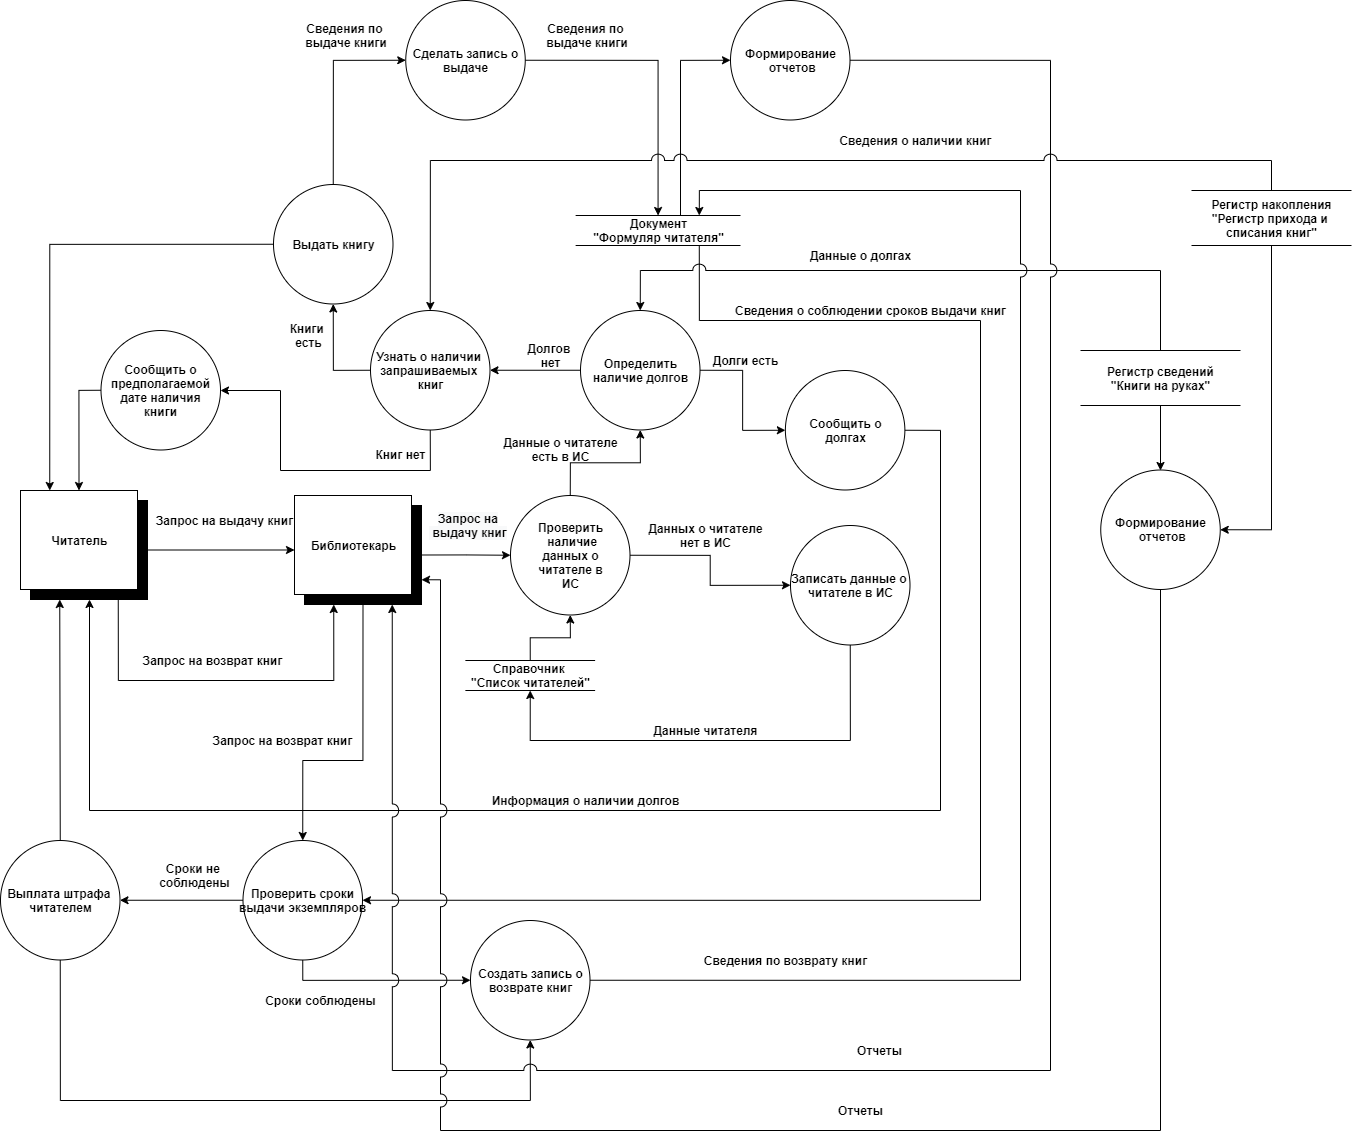 Сведения по
выдаче книги
Сделать запись о
выдаче
Сведения по
выдаче книги
Формирование
отчетов
Сведения о наличии книг
Регистр накопления
"Регистр прихода и
списания книг"
Выдать книгу
Документ
"Формуляр читателя"
Данные о долгах
Сведения о соблюдении сроков выдачи книг
Книги
есть
Узнать о наличии
запрашиваемых
книг
Долгов
нет
Определить
наличие долгов
Долги есть
Регистр сведений
"Книги на руках"
Сообщить о
предполагаемой
дате наличия
книги
Сообщить о
долгах
Книг нет
Данные о читателе
есть в ИС
Читатель
Запрос на выдачу книг
Библиотекарь
Запрос на
выдачу книг
Проверить
наличие
данных о
читателе в
ИС
Данных о читателе
нет в ИС
Записать данные о
читателе в ИС
Формирование
отчетов
Запрос на возврат книг
Справочник
"Список читателей"
Данные читателя
Запрос на возврат книг
Информация о наличии долгов
Выплата штрафа
читателем
Сроки не
соблюдены
Проверить сроки
выдачи экземпляров
Сроки соблюдены
Создать запись о
возврате книг
Сведения по возврату книг
Отчеты
Отчеты